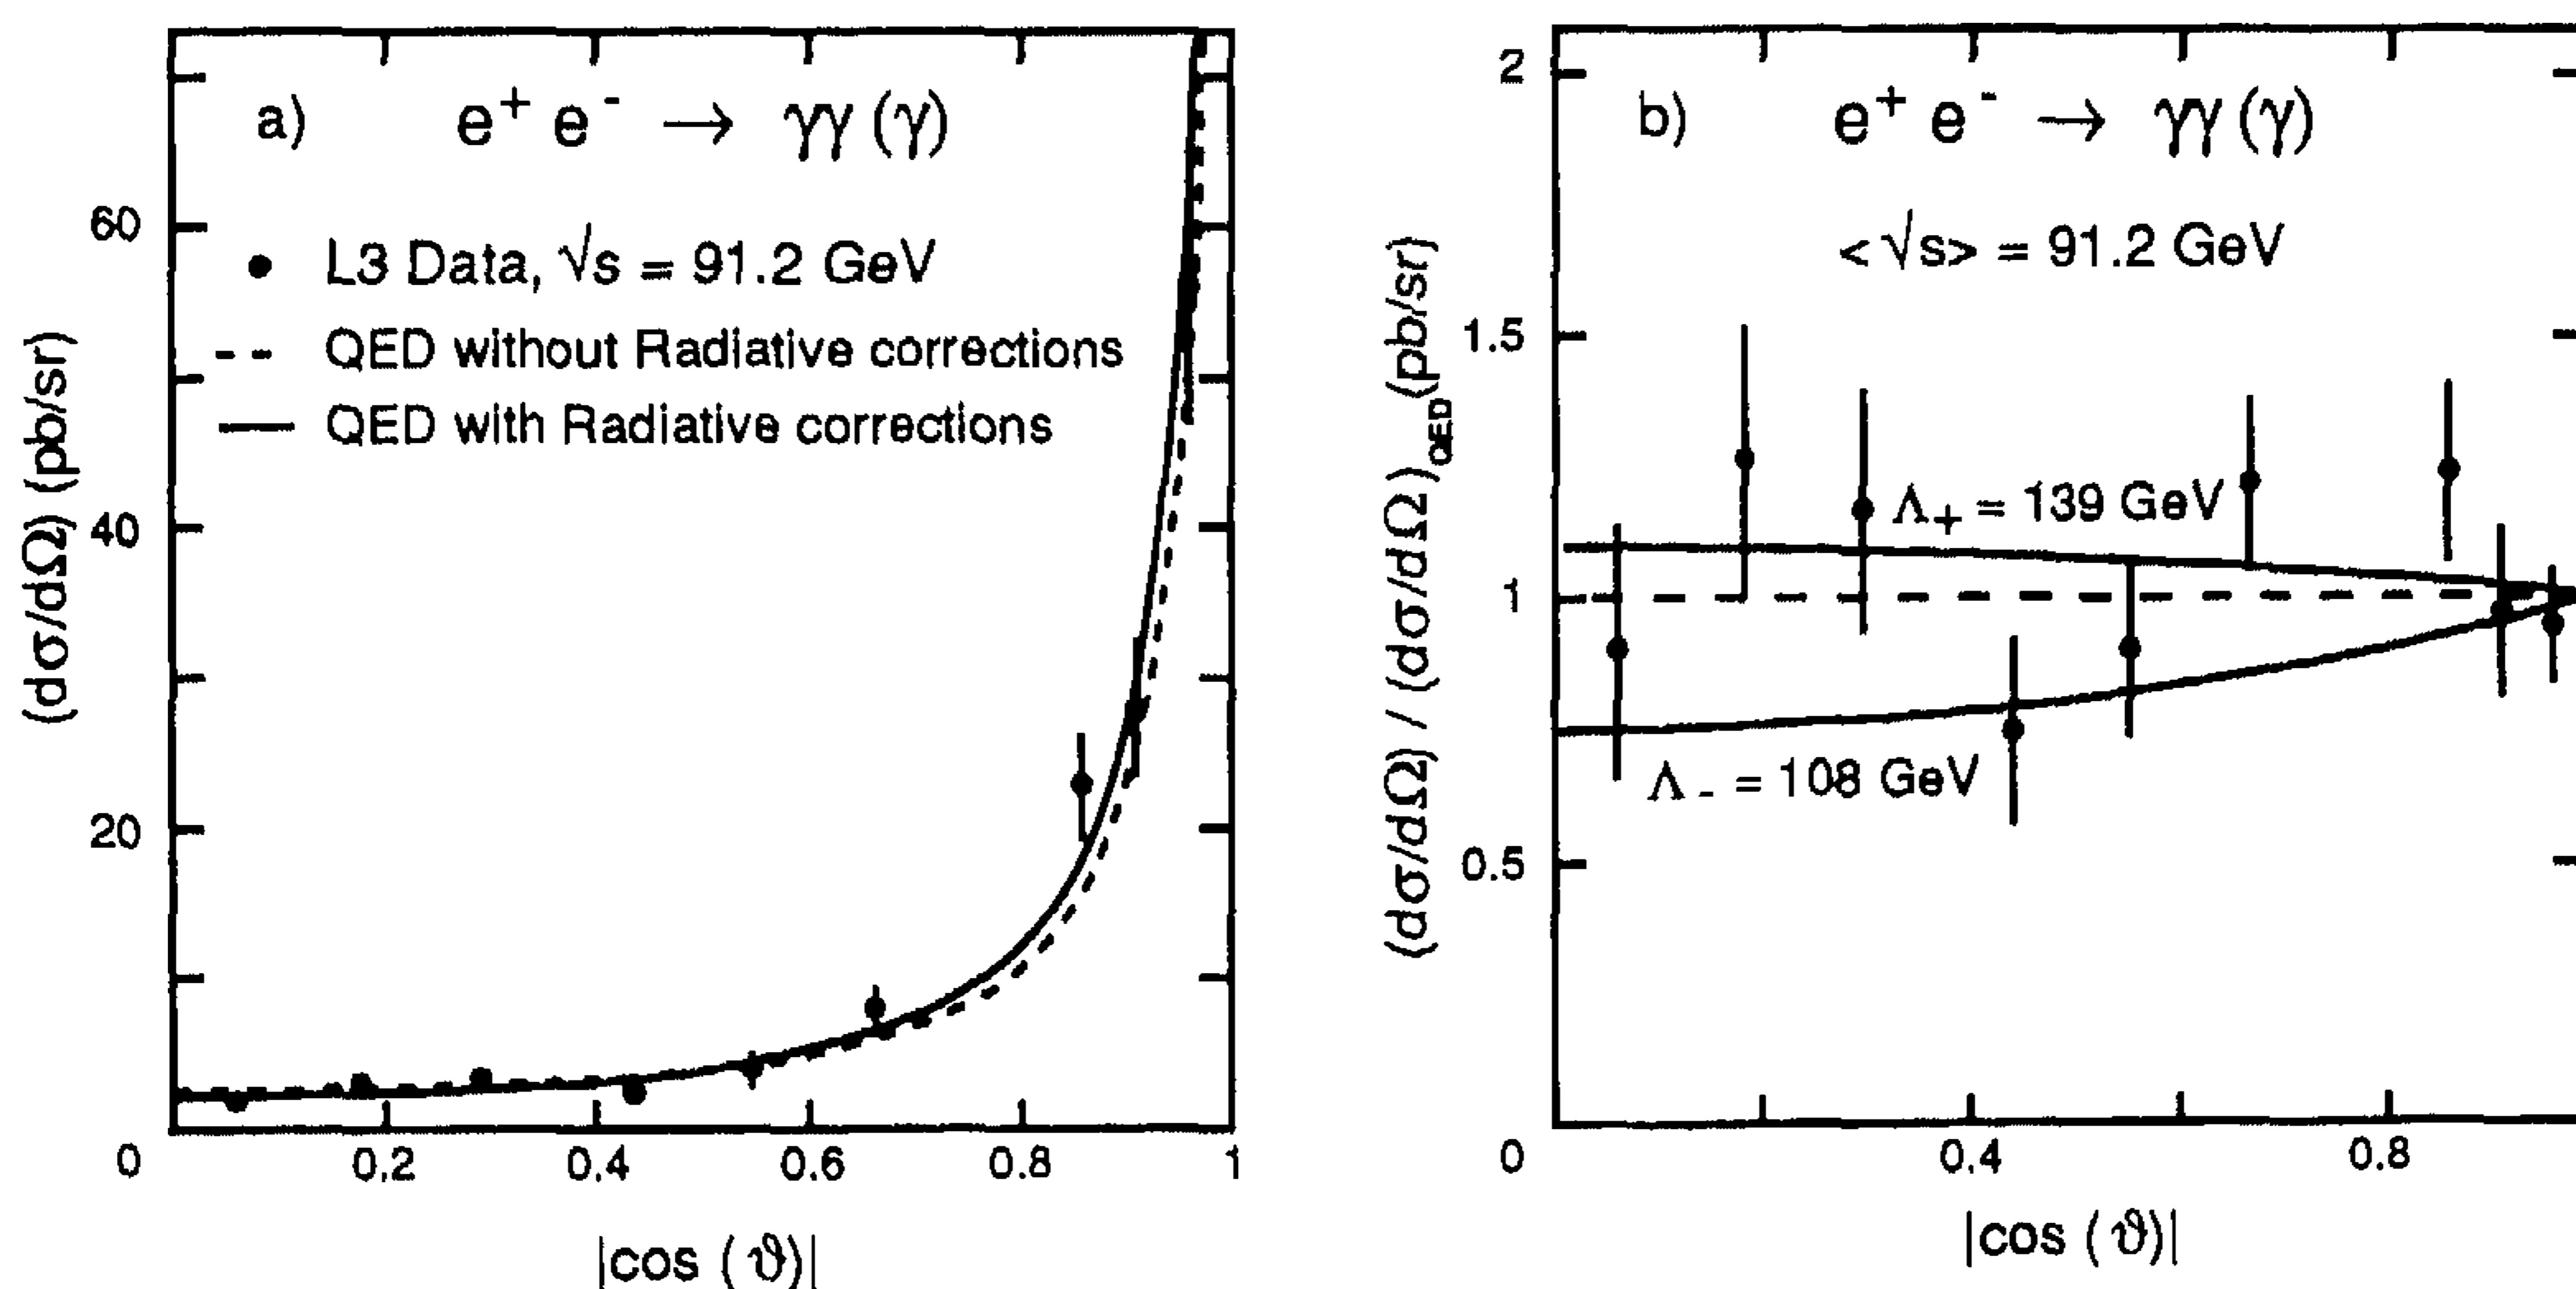 a) e⁺ e⁻ → γγ (γ)
L3 Data, √s = 91.2 GeV
QED without Radiative corrections
QED with Radiative corrections
(dσ/dΩ) (pb/sr)
60
40
20
0
0.2
0.4
0.6
0.8
1
|cos (ϑ)|
b) e⁺ e⁻ → γγ (γ)
<√s> = 91.2 GeV
(dσ/dΩ) / (dσ/dΩ)QED(pb/sr)
2
1.5
1
0.5
0
Λ₊ = 139 GeV
Λ₋ = 108 GeV
0.4
0.8
|cos (ϑ)|